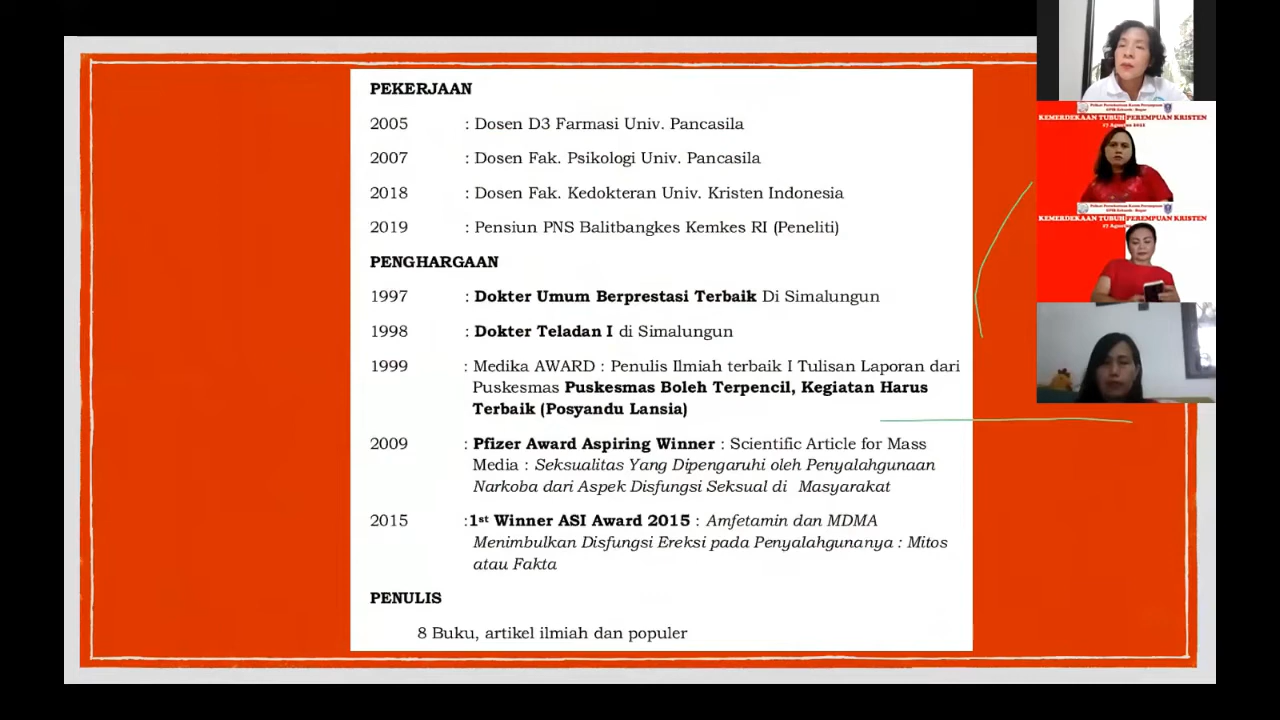 PEKERJAAN
2005 : Dosen D3 Farmasi Univ. Pancasila
2007 : Dosen Fak. Psikologi Univ. Pancasila
2018 : Dosen Fak. Kedokteran Univ. Kristen Indonesia
2019 : Pensiun PNS Balitbangkes Kemkes RI (Peneliti)
PENGHARGAAN
1997 : Dokter Umum Berprestasi Terbaik Di Simalungun
1998 : Dokter Teladan I di Simalungun
1999 : Medika AWARD : Penulis Ilmiah terbaik I Tulisan Laporan dari
Puskesmas Puskesmas Boleh Terpencil, Kegiatan Harus
Terbaik (Posyandu Lansia)
2009 : Pfizer Award Aspiring Winner : Scientific Article for Mass
Media : Seksualitas Yang Dipengaruhi oleh Penyalahgunaan
Narkoba dari Aspek Disfungsi Seksual di Masyarakat
2015 :1st Winner ASI Award 2015 : Amfetamin dan MDMA
Menimbulkan Disfungsi Ereksi pada Penyalahgunanya : Mitos
atau Fakta
PENULIS
8 Buku, artikel ilmiah dan populer
KEMERDEKAAN TUBUH PEREMPUAN KRISTEN
17 Agustus 2021
KEMERDEKAAN TUBUH PEREMPUAN KRISTEN